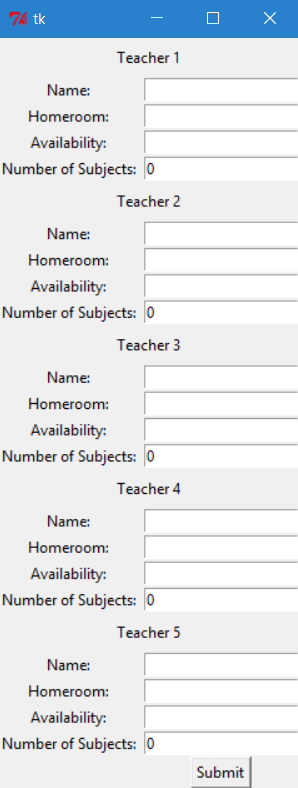 tk
Teacher 1
Name:
Homeroom:
Availability:
Number of Subjects: 0
Teacher 2
Name:
Homeroom:
Availability:
Number of Subjects: 0
Teacher 3
Name:
Homeroom:
Availability:
Number of Subjects: 0
Teacher 4
Name:
Homeroom:
Availability:
Number of Subjects: 0
Teacher 5
Name:
Homeroom:
Availability:
Number of Subjects: 0
Submit